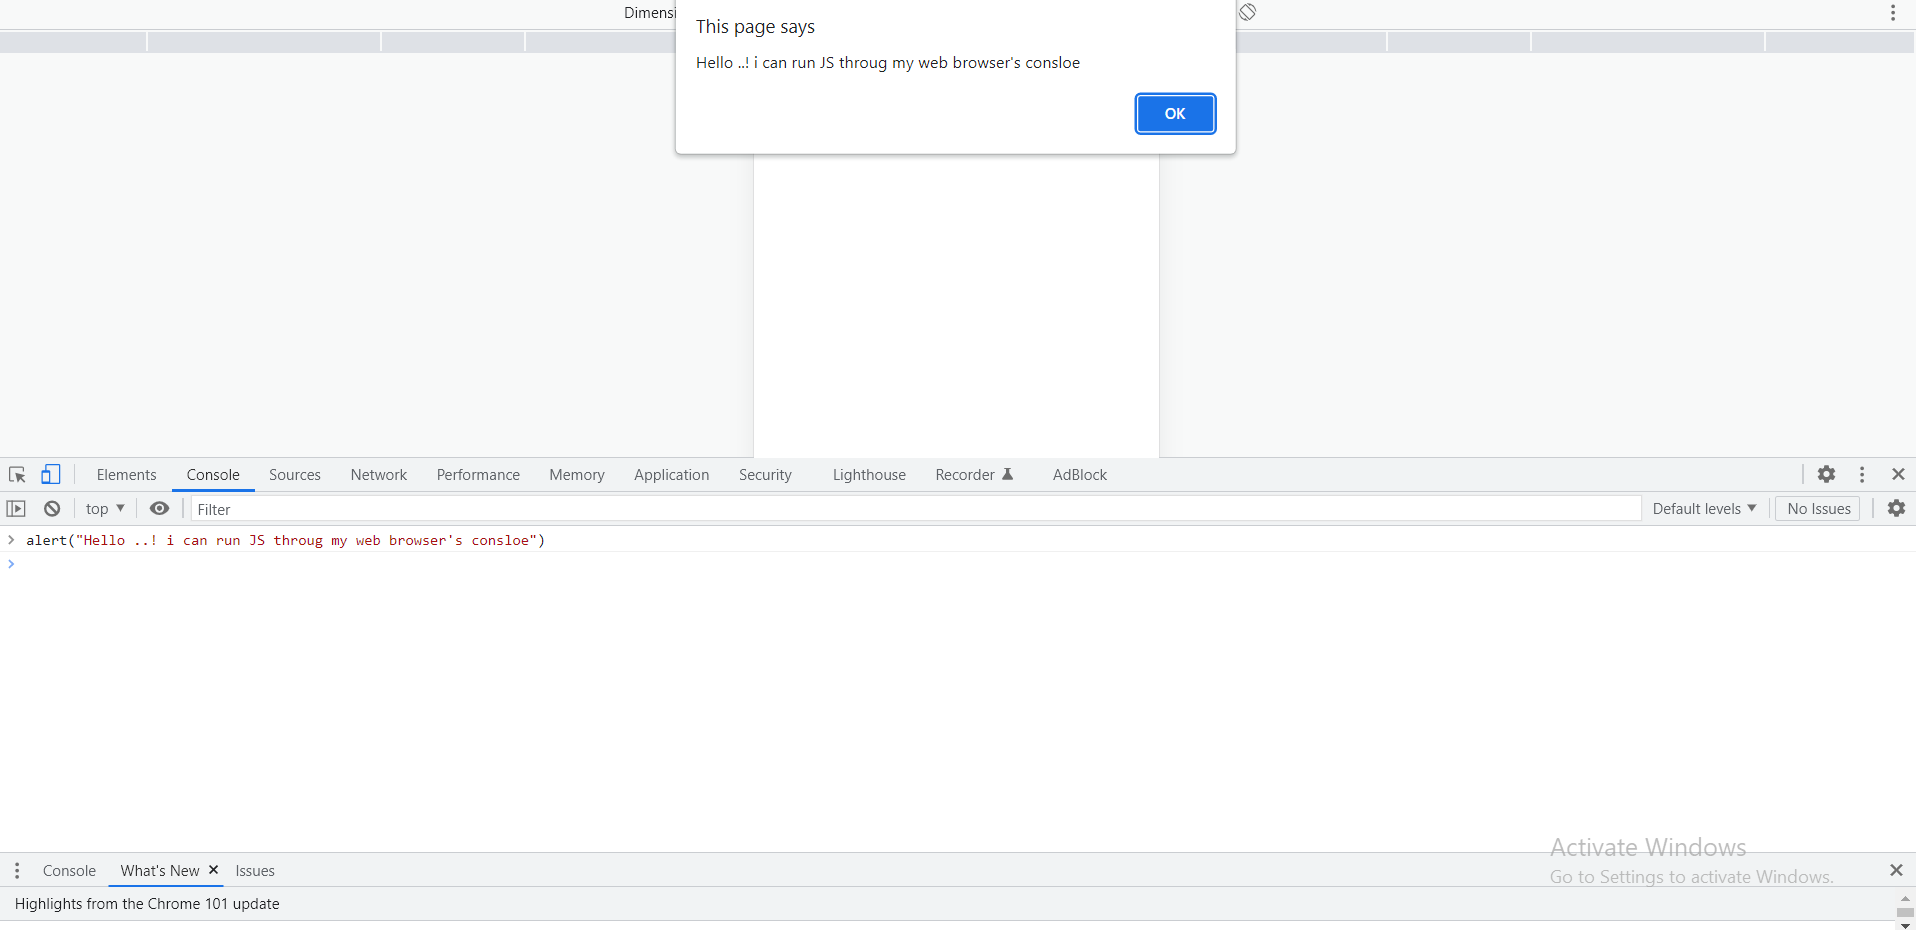 Dimensi
This page says
Hello ..! i can run JS throug my web browser's consloe
OK
Elements Console Sources Network Performance Memory Application Security Lighthouse Recorder AdBlock
top Filter Default levels No Issues
alert("Hello ..! i can run JS throug my web browser's consloe")
Activate Windows
Go to Settings to activate Windows.
Console What's New Issues
Highlights from the Chrome 101 update